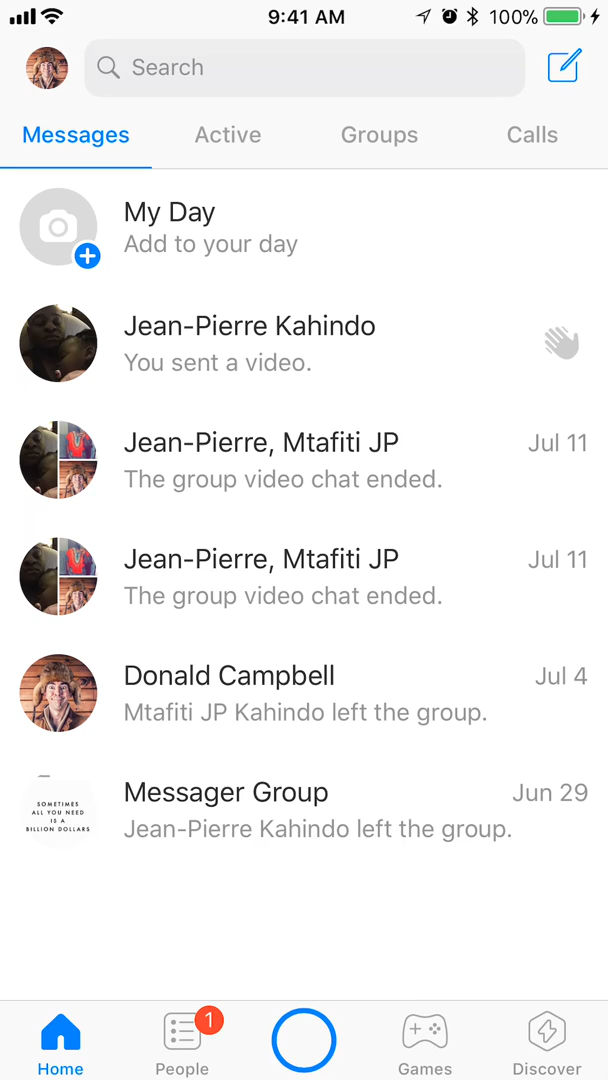 9:41 AM 100%
Search
Messages Active Groups Calls
My Day
Add to your day
Jean-Pierre Kahindo
You sent a video.
Jean-Pierre, Mtafiti JP Jul 11
The group video chat ended.
Jean-Pierre, Mtafiti JP Jul 11
The group video chat ended.
Donald Campbell Jul 4
Mtafiti JP Kahindo left the group.
SOMETIMES
ALL YOU NEED
IS A
BILLION DOLLARS
Messager Group Jun 29
Jean-Pierre Kahindo left the group.
1
Home People Games Discover